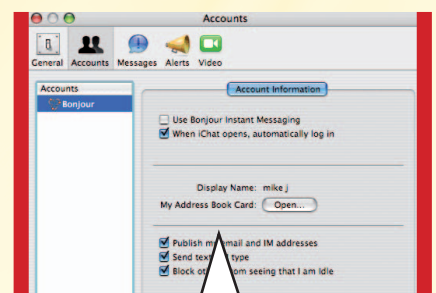 Accounts
General Accounts Messages Alerts Video
Accounts
Bonjour
Account Information
Use Bonjour Instant Messaging
When iChat opens, automatically log in
Display Name: mike j
My Address Book Card: Open...
Publish my email and IM addresses
Send text type
Block from seeing that I am idle